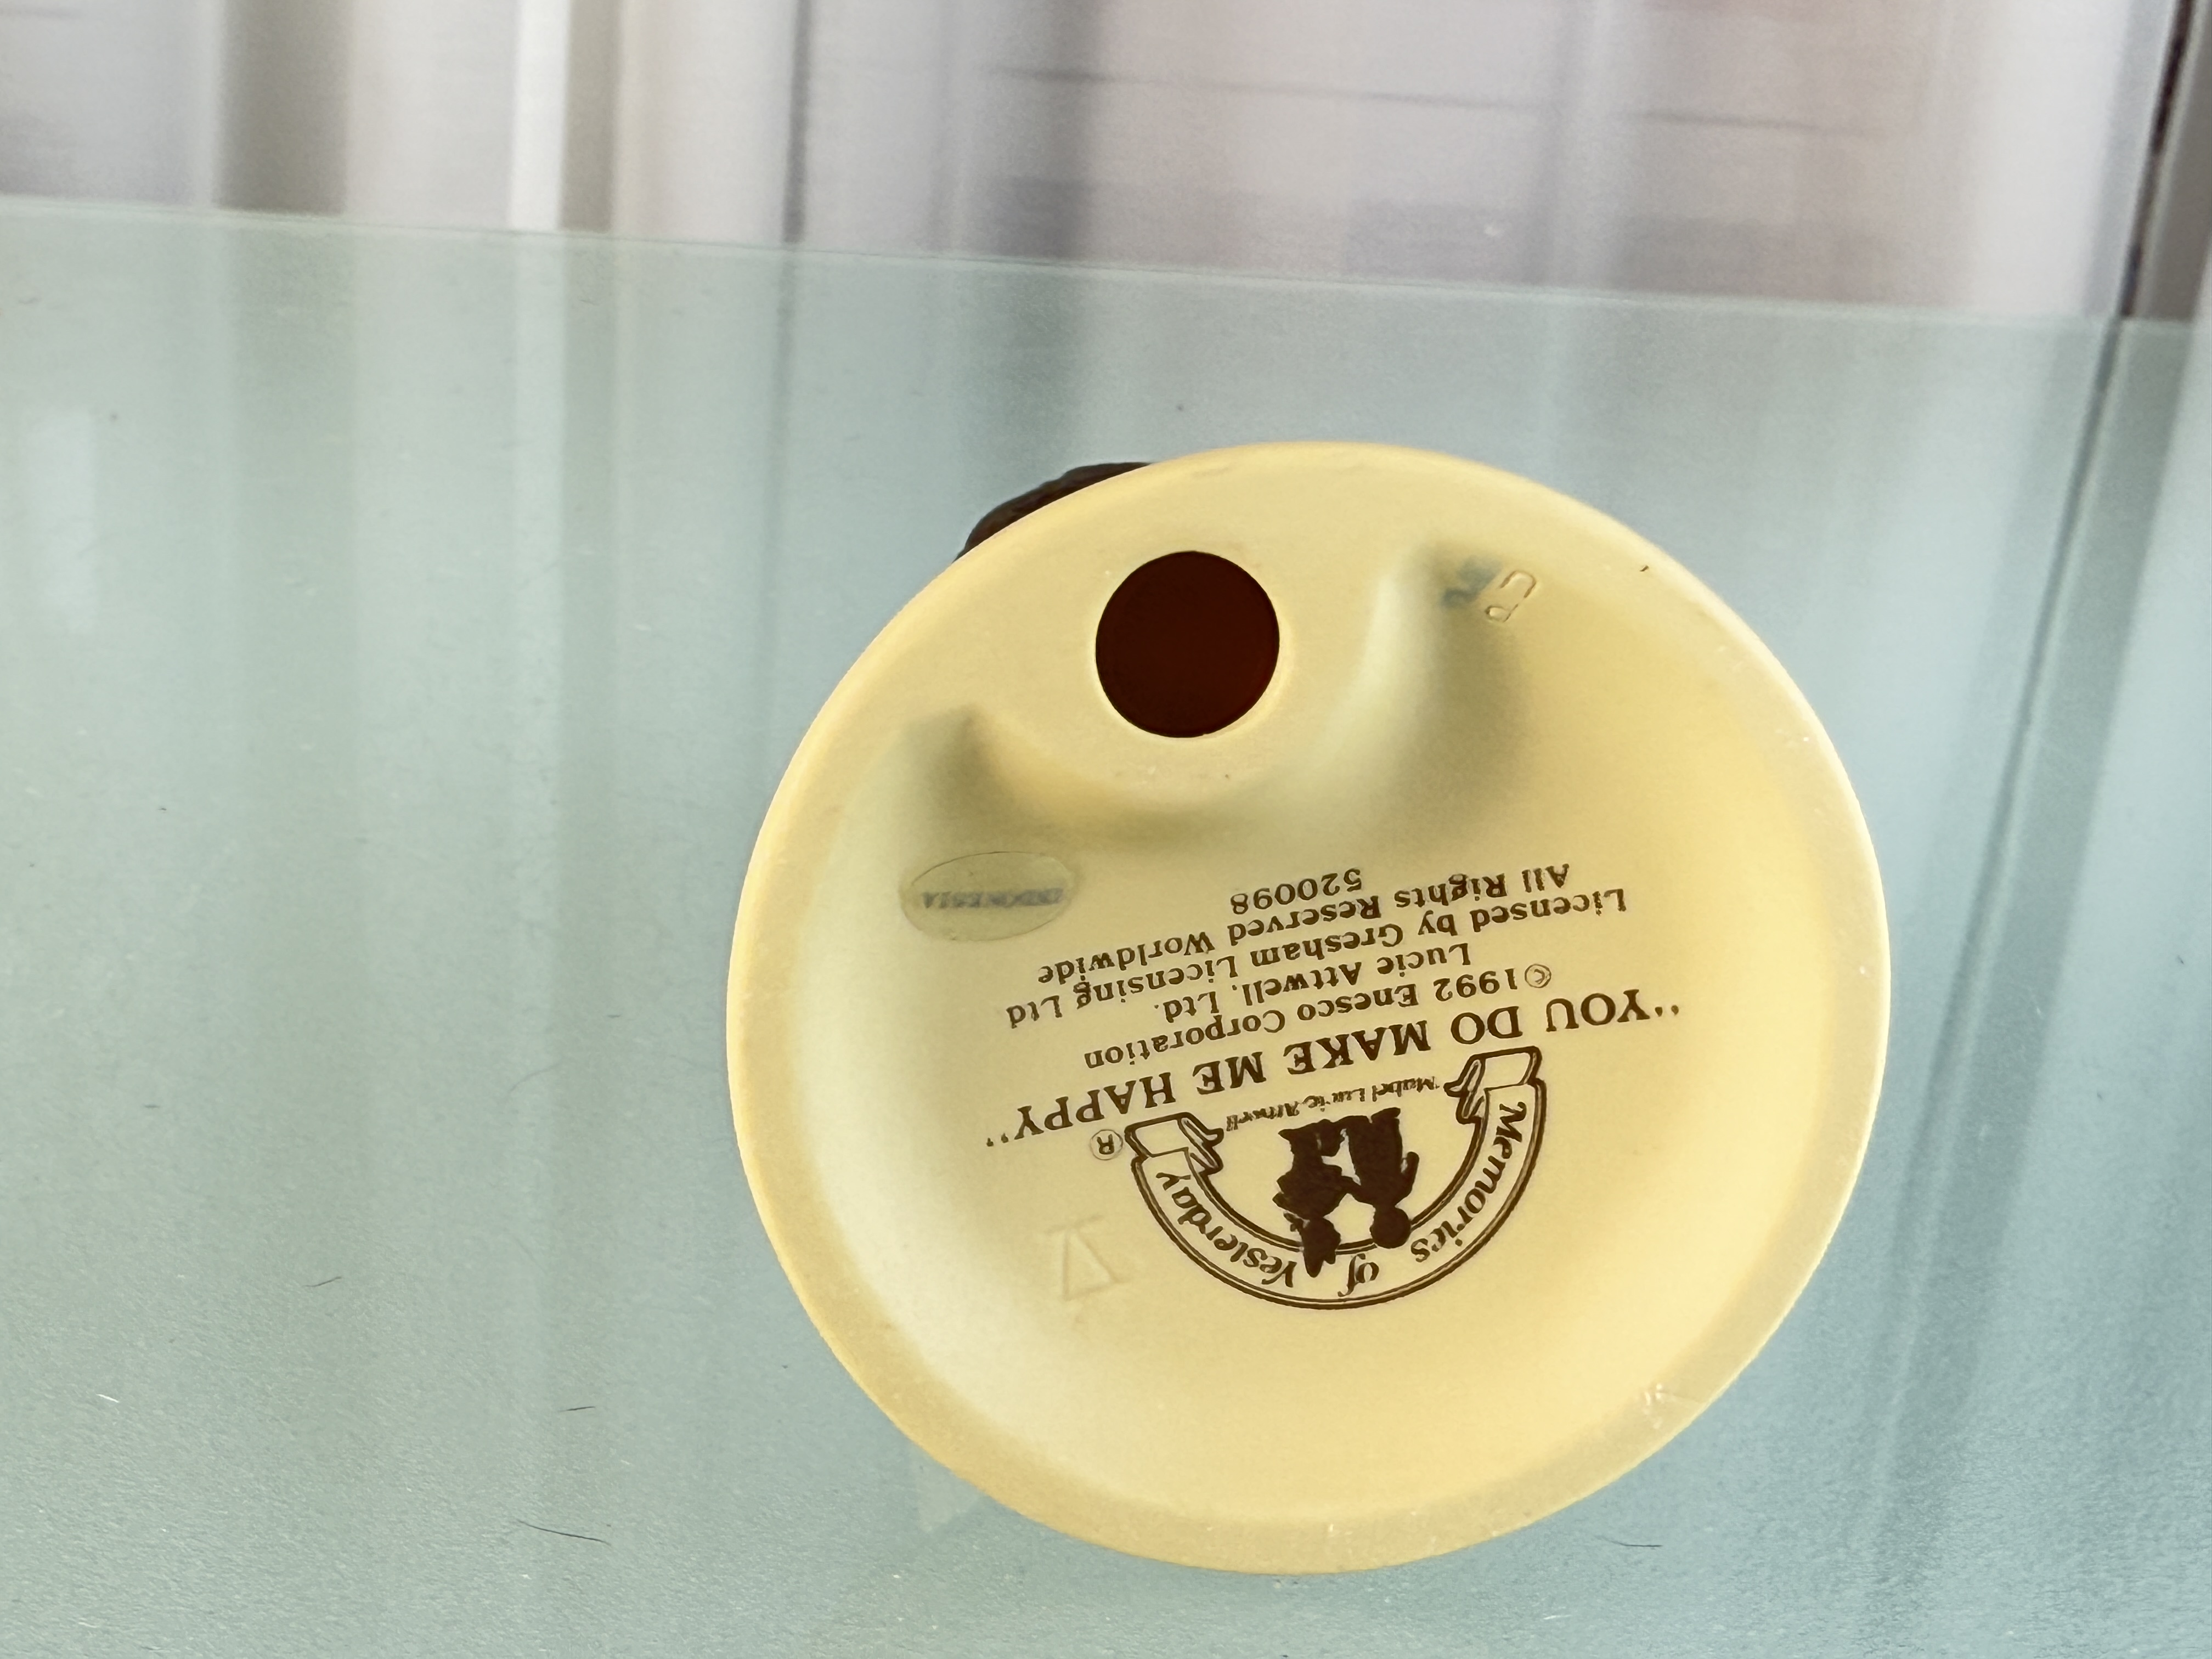 Memories of Yesterday ®
Mabel Lucie Attwell
"YOU DO MAKE ME HAPPY"
©1992 Enesco Corporation
Lucie Attwell, Ltd.
Licensed by Gresham Licensing Ltd
All Rights Reserved Worldwide
520098
INDONESIA